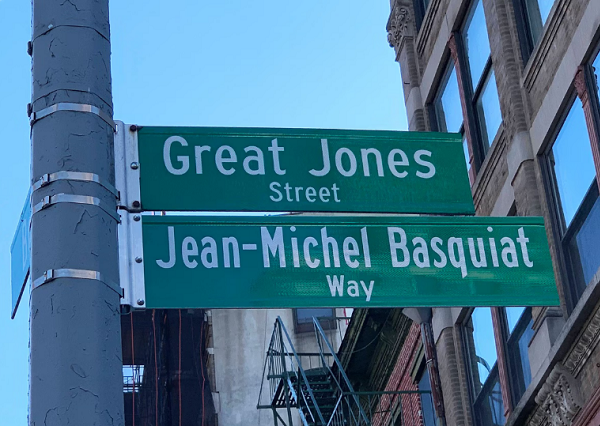 Great Jones
Street
Jean-Michel Basquiat
Way